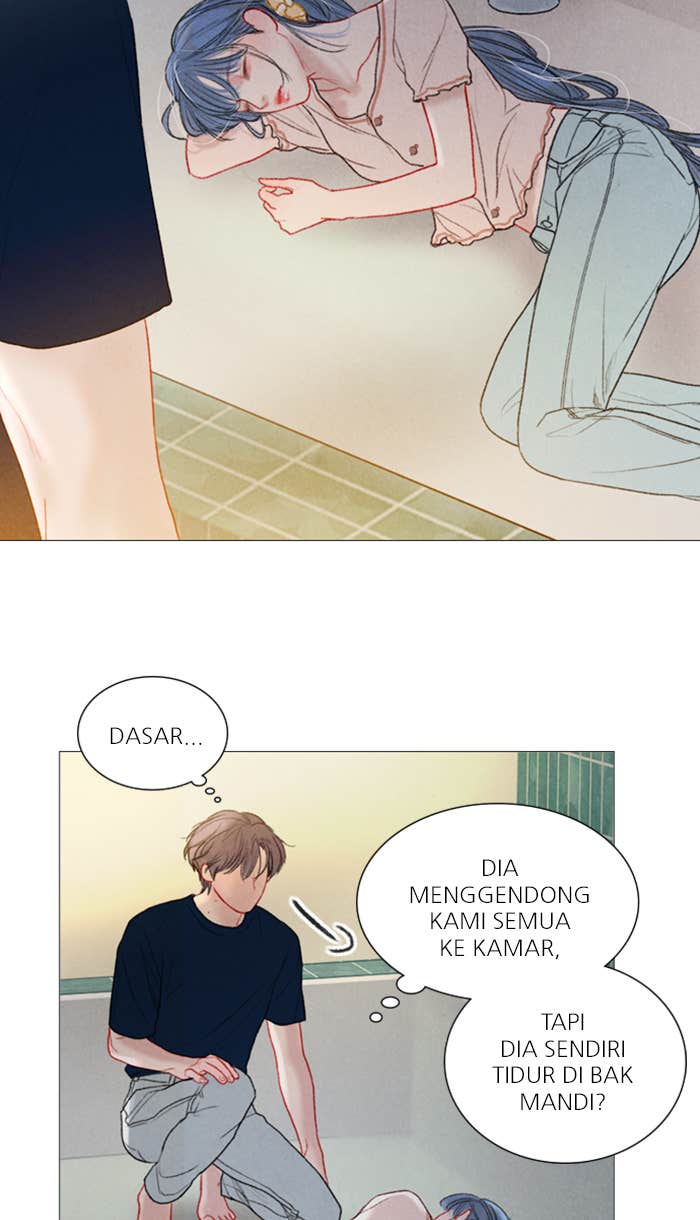 DASAR...
DIA
MENGGENDONG
KAMI SEMUA
KE KAMAR,
TAPI
DIA SENDIRI
TIDUR DI BAK
MANDI?